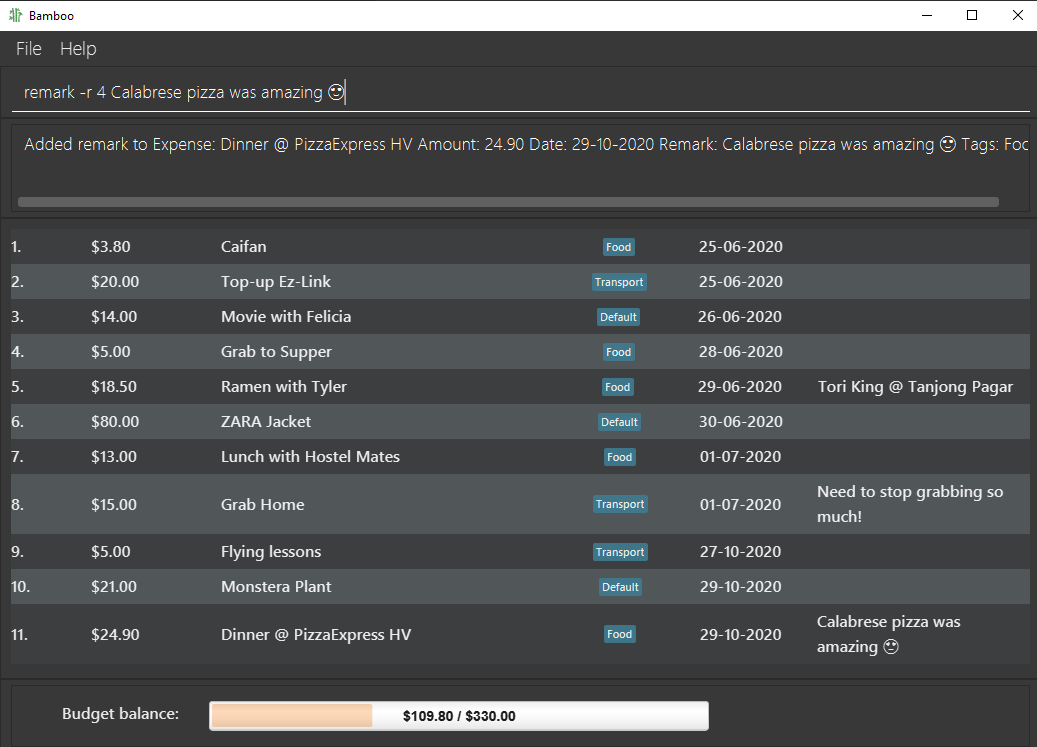 Bamboo
File Help
remark -r 4 Calabrese pizza was amazing 🙂
Added remark to Expense: Dinner @ PizzaExpress HV Amount: 24.90 Date: 29-10-2020 Remark: Calabrese pizza was amazing 🙂 Tags: Foo
1. $3.80 Caifan Food 25-06-2020
2. $20.00 Top-up Ez-Link Transport 25-06-2020
3. $14.00 Movie with Felicia Default 26-06-2020
4. $5.00 Grab to Supper Food 28-06-2020
5. $18.50 Ramen with Tyler Food 29-06-2020 Tori King @ Tanjong Pagar
6. $80.00 ZARA Jacket Default 30-06-2020
7. $13.00 Lunch with Hostel Mates Food 01-07-2020
8. $15.00 Grab Home Transport 01-07-2020 Need to stop grabbing so
much!
9. $5.00 Flying lessons Transport 27-10-2020
10. $21.00 Monstera Plant Default 29-10-2020
11. $24.90 Dinner @ PizzaExpress HV Food 29-10-2020 Calabrese pizza was
amazing 🙂
Budget balance: $109.80 / $330.00